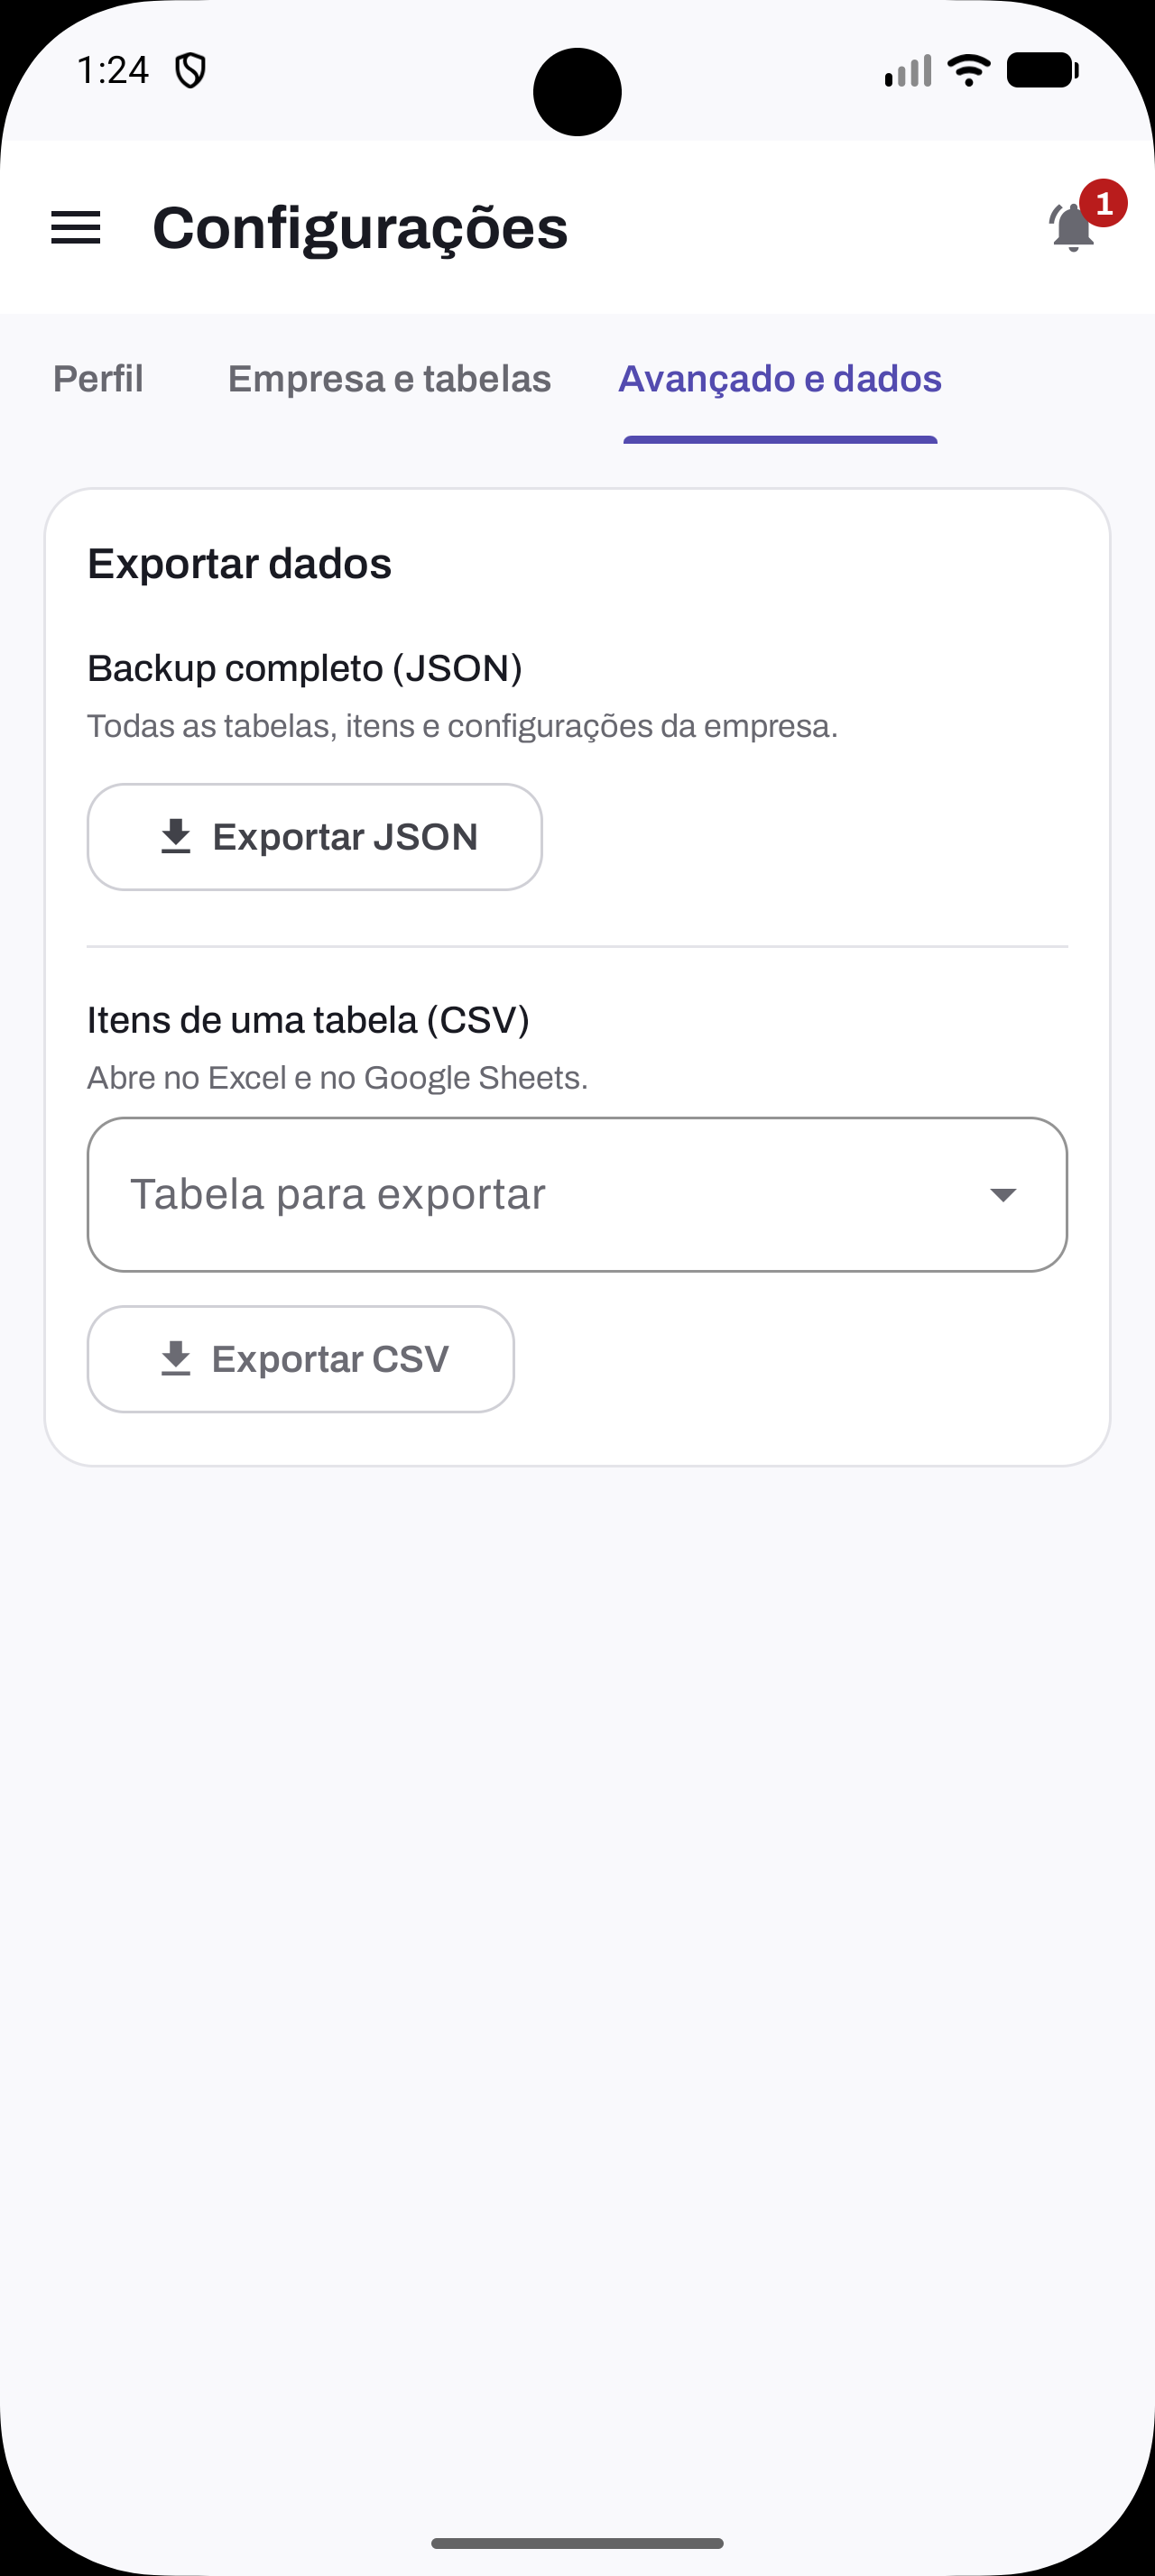 1:24
Configurações
1
Perfil
Empresa e tabelas
Avançado e dados
Exportar dados
Backup completo (JSON)
Todas as tabelas, itens e configurações da empresa.
Exportar JSON
Itens de uma tabela (CSV)
Abre no Excel e no Google Sheets.
Tabela para exportar
Exportar CSV